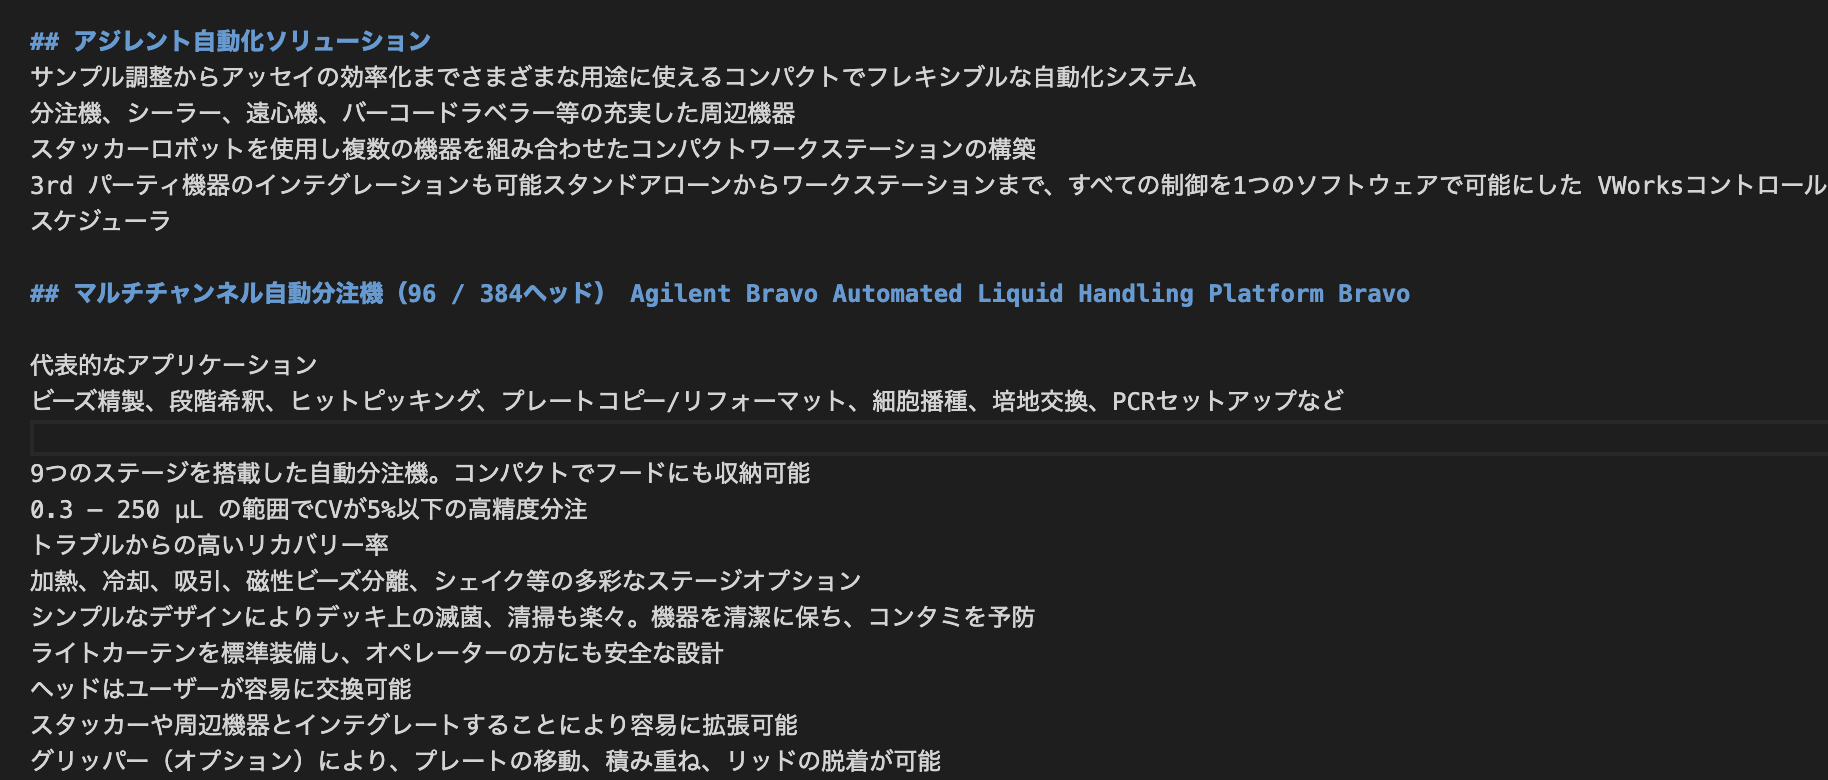 ## アジレント自動化ソリューション
サンプル調整からアッセイの効率化までさまざまな用途に使えるコンパクトでフレキシブルな自動化システム
分注機、シーラー、遠心機、バーコードラベラー等の充実した周辺機器
スタッカーロボットを使用し複数の機器を組み合わせたコンパクトワークステーションの構築
3rd パーティ機器のインテグレーションも可能スタンドアローンからワークステーションまで、すべての制御を1つのソフトウェアで可能にした VWorksコントロール
スケジューラ
## マルチチャンネル自動分注機（96 / 384ヘッド） Agilent Bravo Automated Liquid Handling Platform Bravo
代表的なアプリケーション
ビーズ精製、段階希釈、ヒットピッキング、プレートコピー/リフォーマット、細胞播種、培地交換、PCRセットアップなど
9つのステージを搭載した自動分注機。コンパクトでフードにも収納可能
0.3 – 250 µL の範囲でCVが5%以下の高精度分注
トラブルからの高いリカバリー率
加熱、冷却、吸引、磁性ビーズ分離、シェイク等の多彩なステージオプション
シンプルなデザインによりデッキ上の滅菌、清掃も楽々。機器を清潔に保ち、コンタミを予防
ライトカーテンを標準装備し、オペレーターの方にも安全な設計
ヘッドはユーザーが容易に交換可能
スタッカーや周辺機器とインテグレートすることにより容易に拡張可能
グリッパー（オプション）により、プレートの移動、積み重ね、リッドの脱着が可能